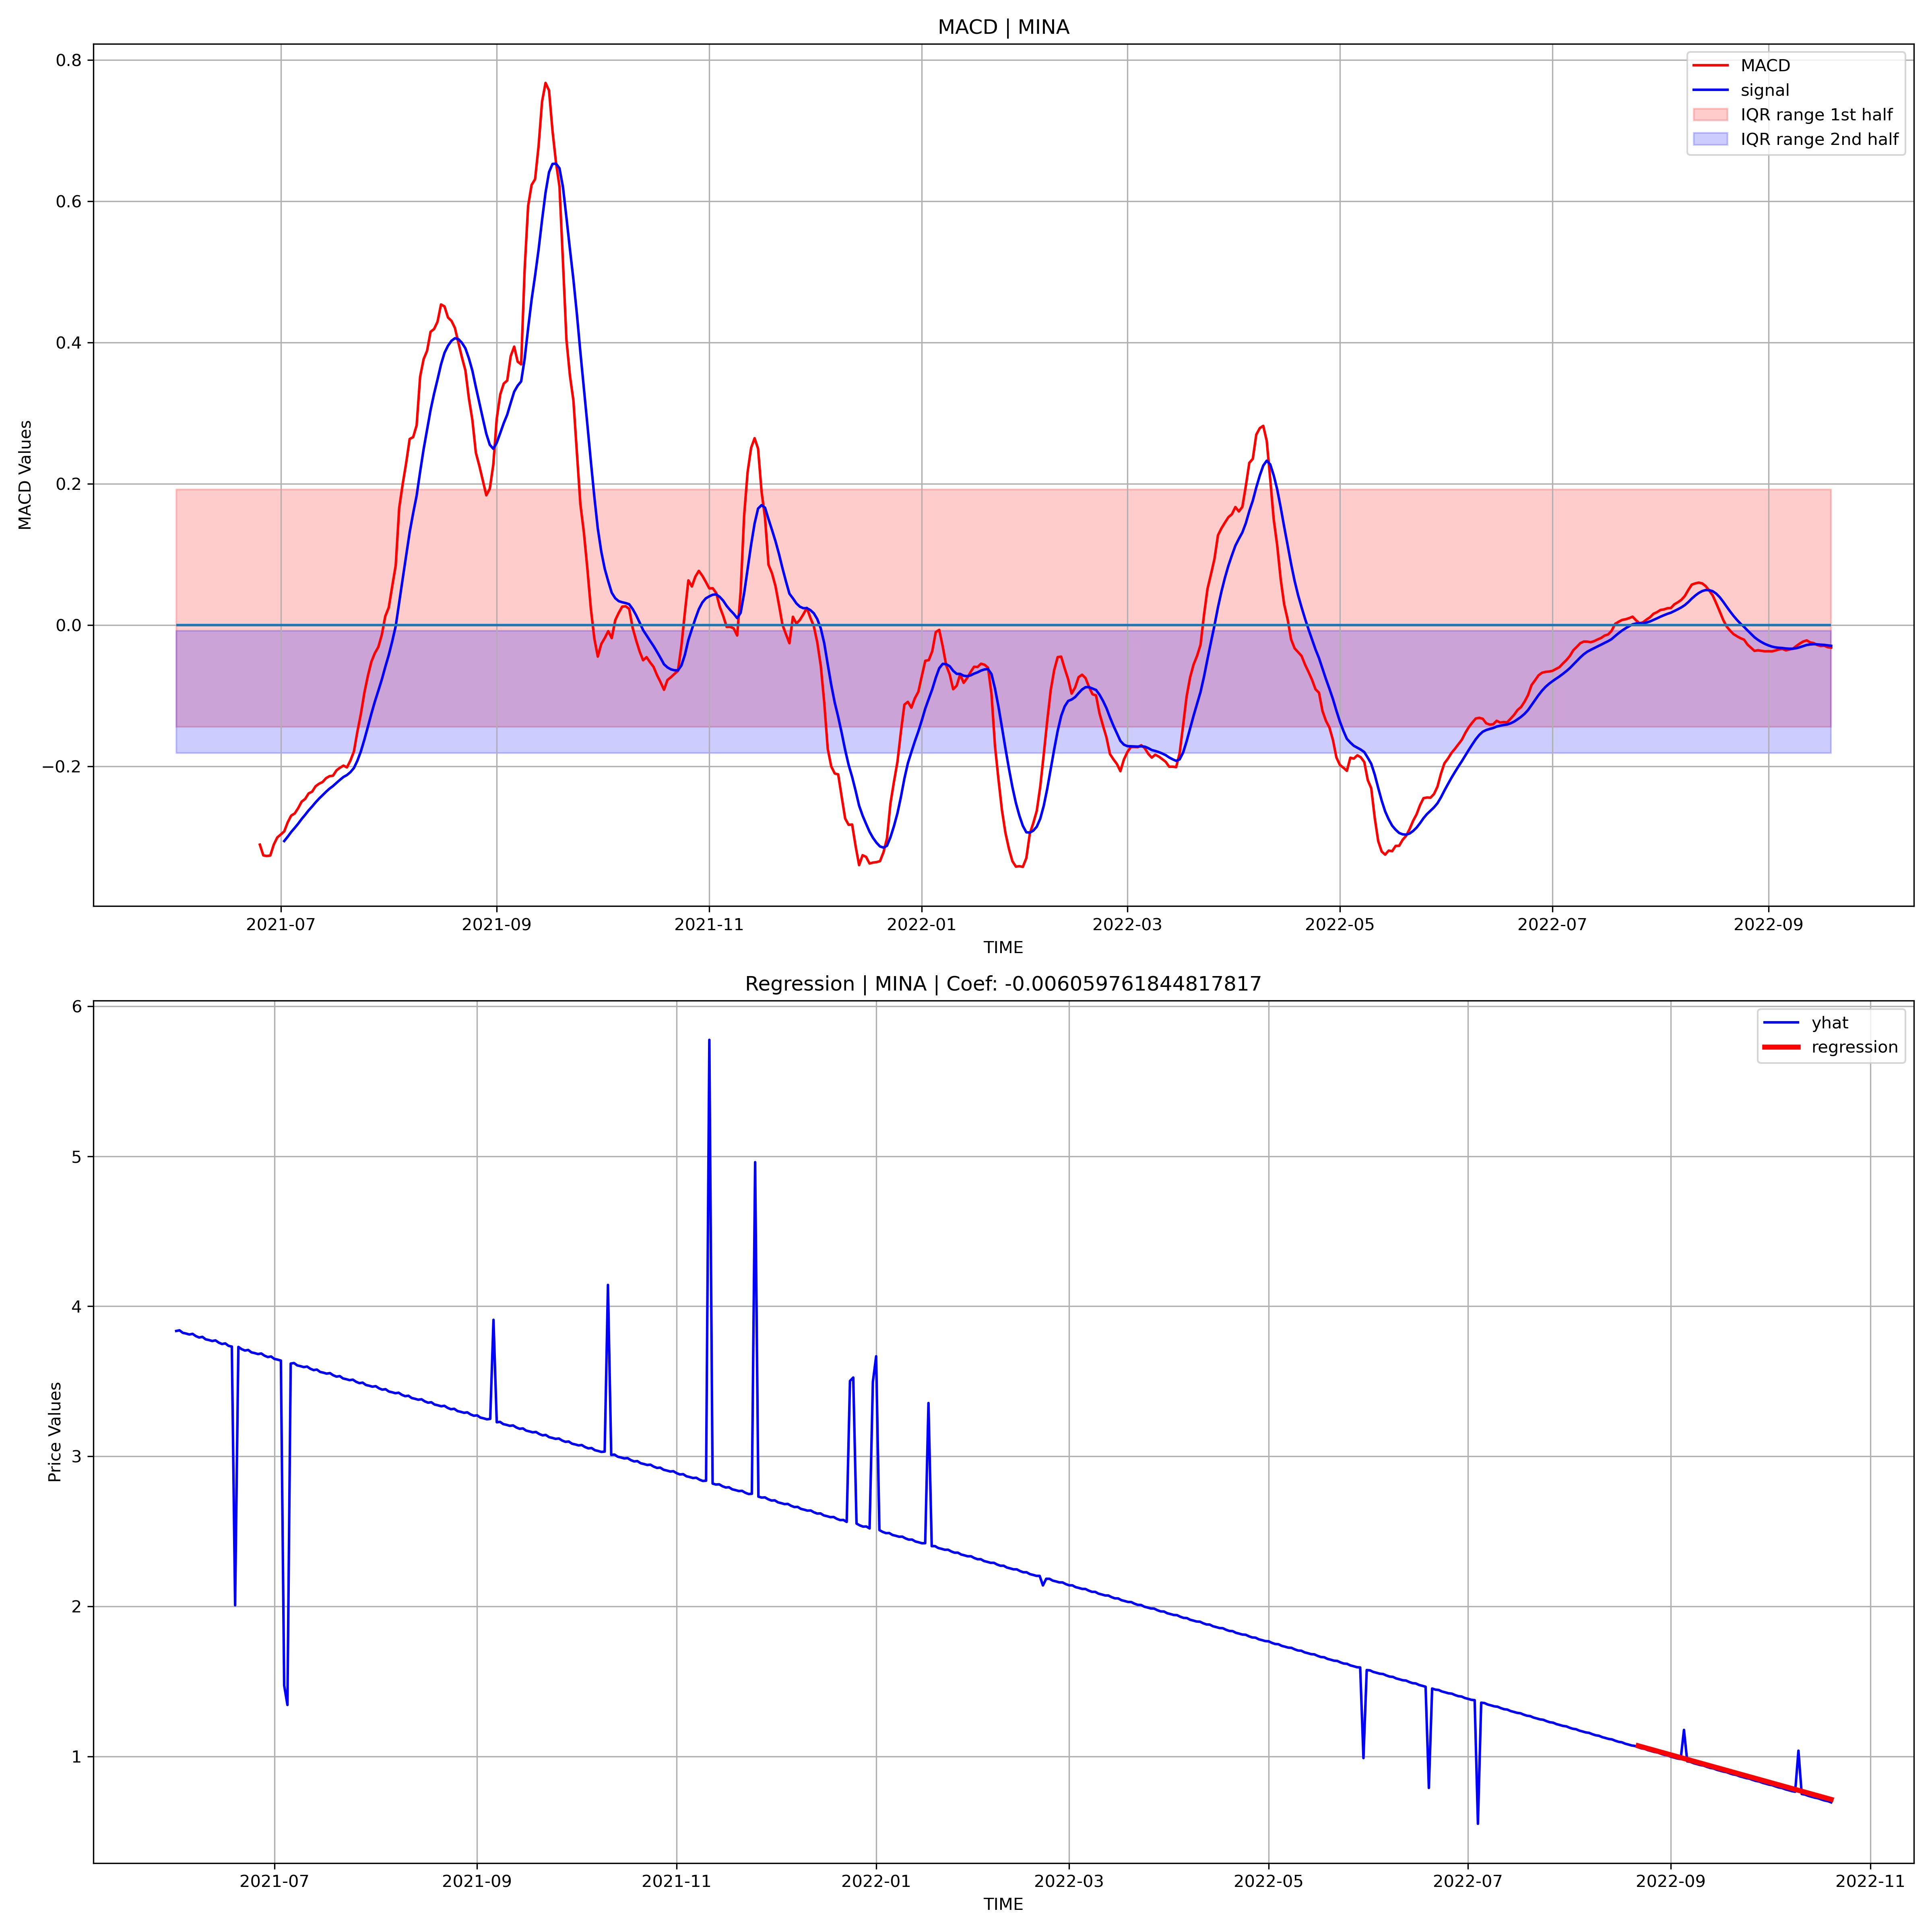 MACD | MINA
0.8
0.6
0.4
0.2
0.0
−0.2
MACD Values
MACD
signal
IQR range 1st half
IQR range 2nd half
2021-07 2021-09 2021-11 2022-01 2022-03 2022-05 2022-07 2022-09
TIME
Regression | MINA | Coef: -0.006059761844817817
6
5
4
3
2
1
Price Values
yhat
regression
2021-07 2021-09 2021-11 2022-01 2022-03 2022-05 2022-07 2022-09 2022-11
TIME